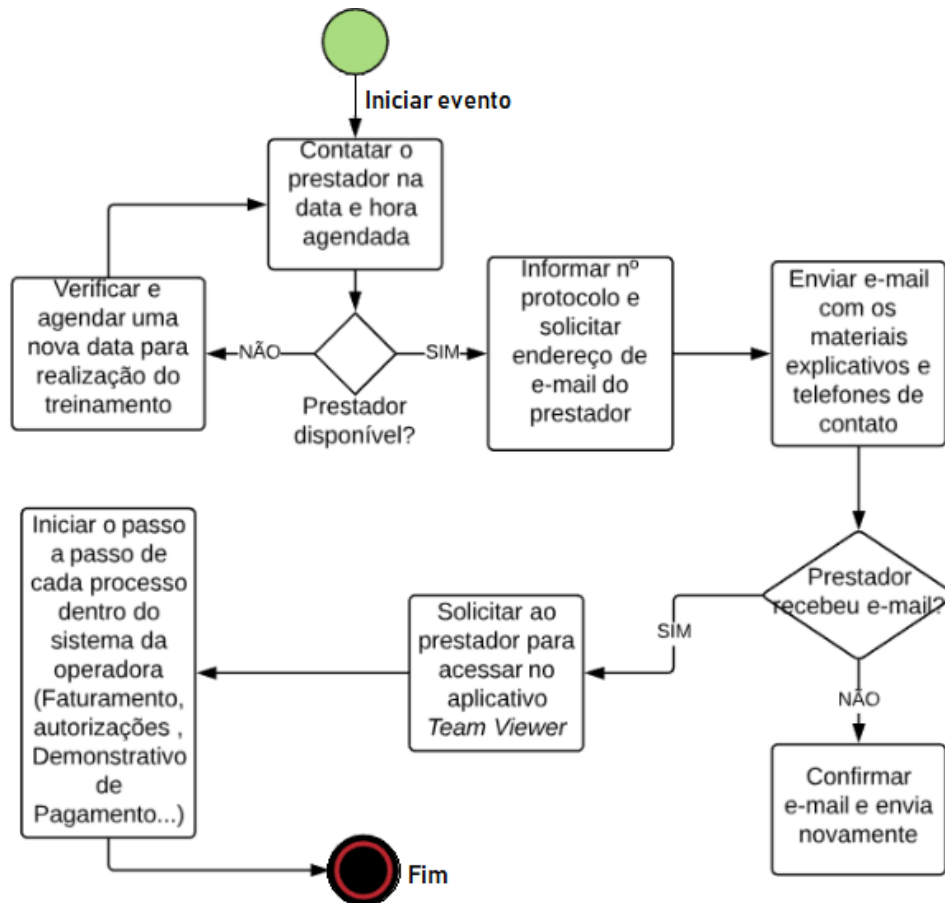 Iniciar evento
Contatar o
prestador na
data e hora
agendada
Verificar e
agendar uma
nova data para
realização do
treinamento
NÃO
SIM
Prestador
disponível?
Informar nº
protocolo e
solicitar
endereço de
e-mail do
prestador
Enviar e-mail
com os
materiais
explicativos e
telefones de
contato
Prestador
recebeu e-mail?
SIM
NÃO
Confirmar
e-mail e envia
novamente
Solicitar ao
prestador para
acessar no
aplicativo
Team Viewer
Iniciar o passo
a passo de
cada processo
dentro do
sistema da
operadora
(Faturamento,
autorizações ,
Demonstrativo
de
Pagamento...)
Fim